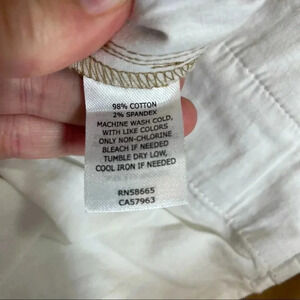 98% COTTON
2% SPANDEX
MACHINE WASH COLD,
WITH LIKE COLORS
ONLY NON-CHLORINE
BLEACH IF NEEDED
TUMBLE DRY LOW,
COOL IRON IF NEEDED
RN58665
CA57963